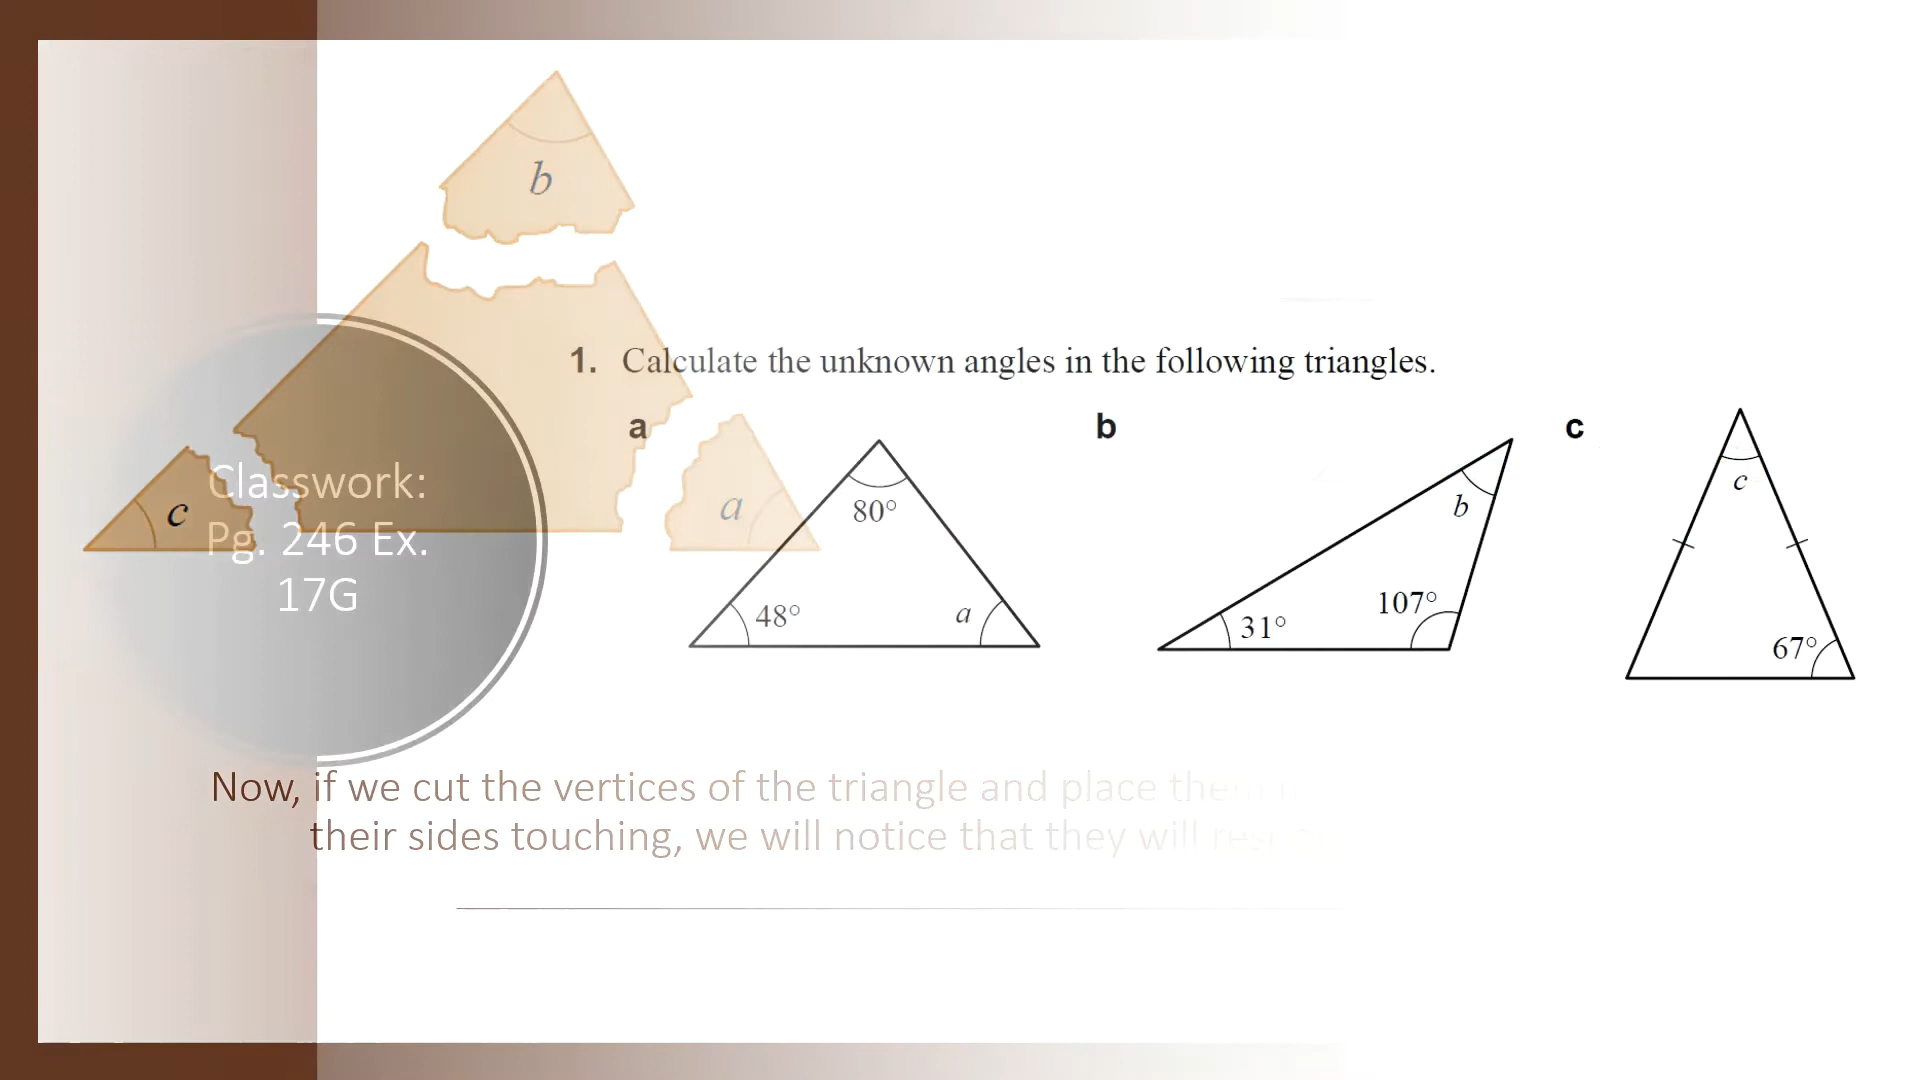 b
1. Calculate the unknown angles in the following triangles.
a b c
c
80°
b
a
c
Classwork:
Pg. 246 Ex.
17G
48° a
31° 107°
67°
Now, if we cut the vertices of the triangle and place
their sides touching, we will notice that they will